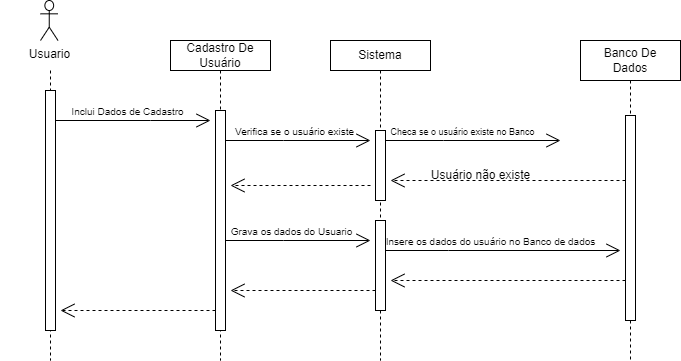 Usuario
Cadastro De
Usuário
Sistema
Banco De
Dados
Inclui Dados de Cadastro
Verifica se o usuário existe
Checa se o usuário existe no Banco
Usuário não existe
Grava os dados do Usuario
Insere os dados do usuário no Banco de dados